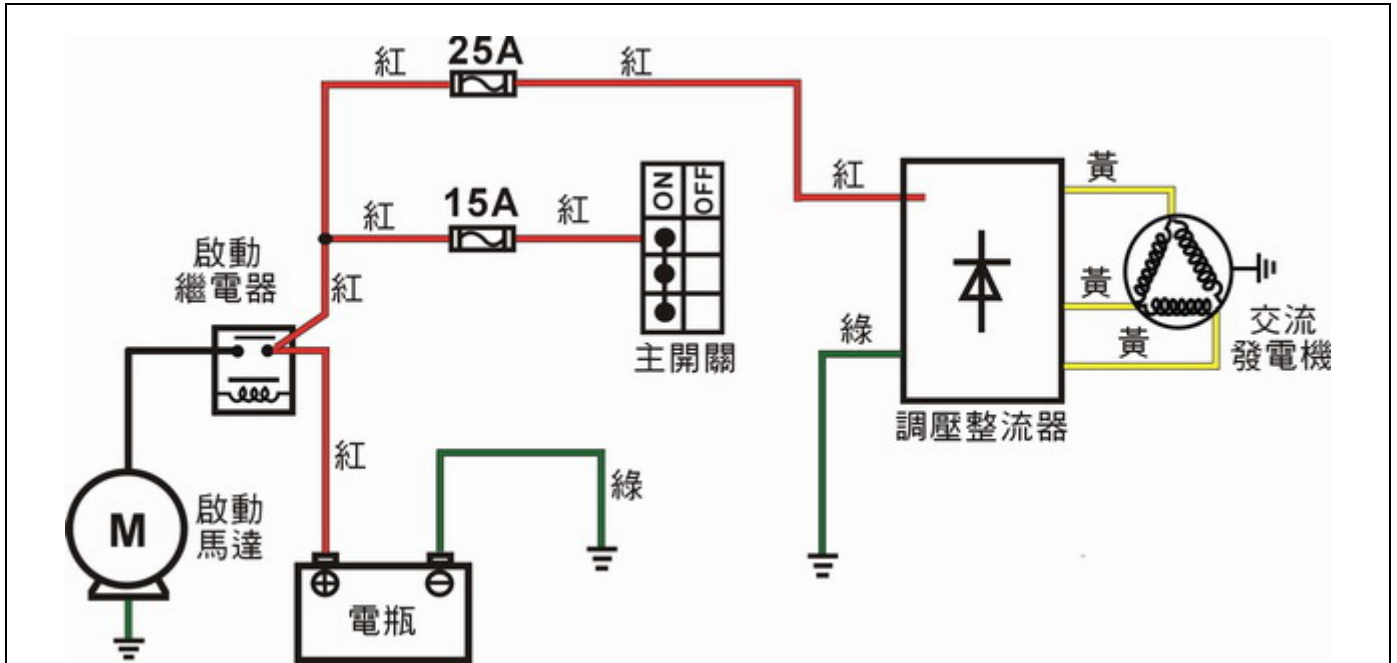 25A
紅
紅
紅
黃
15A
紅
紅
ON
OFF
啟動
繼電器
紅
黃
黃
交流
發電機
綠
主開關
調壓整流器
紅
綠
啟動
馬達
M
電瓶